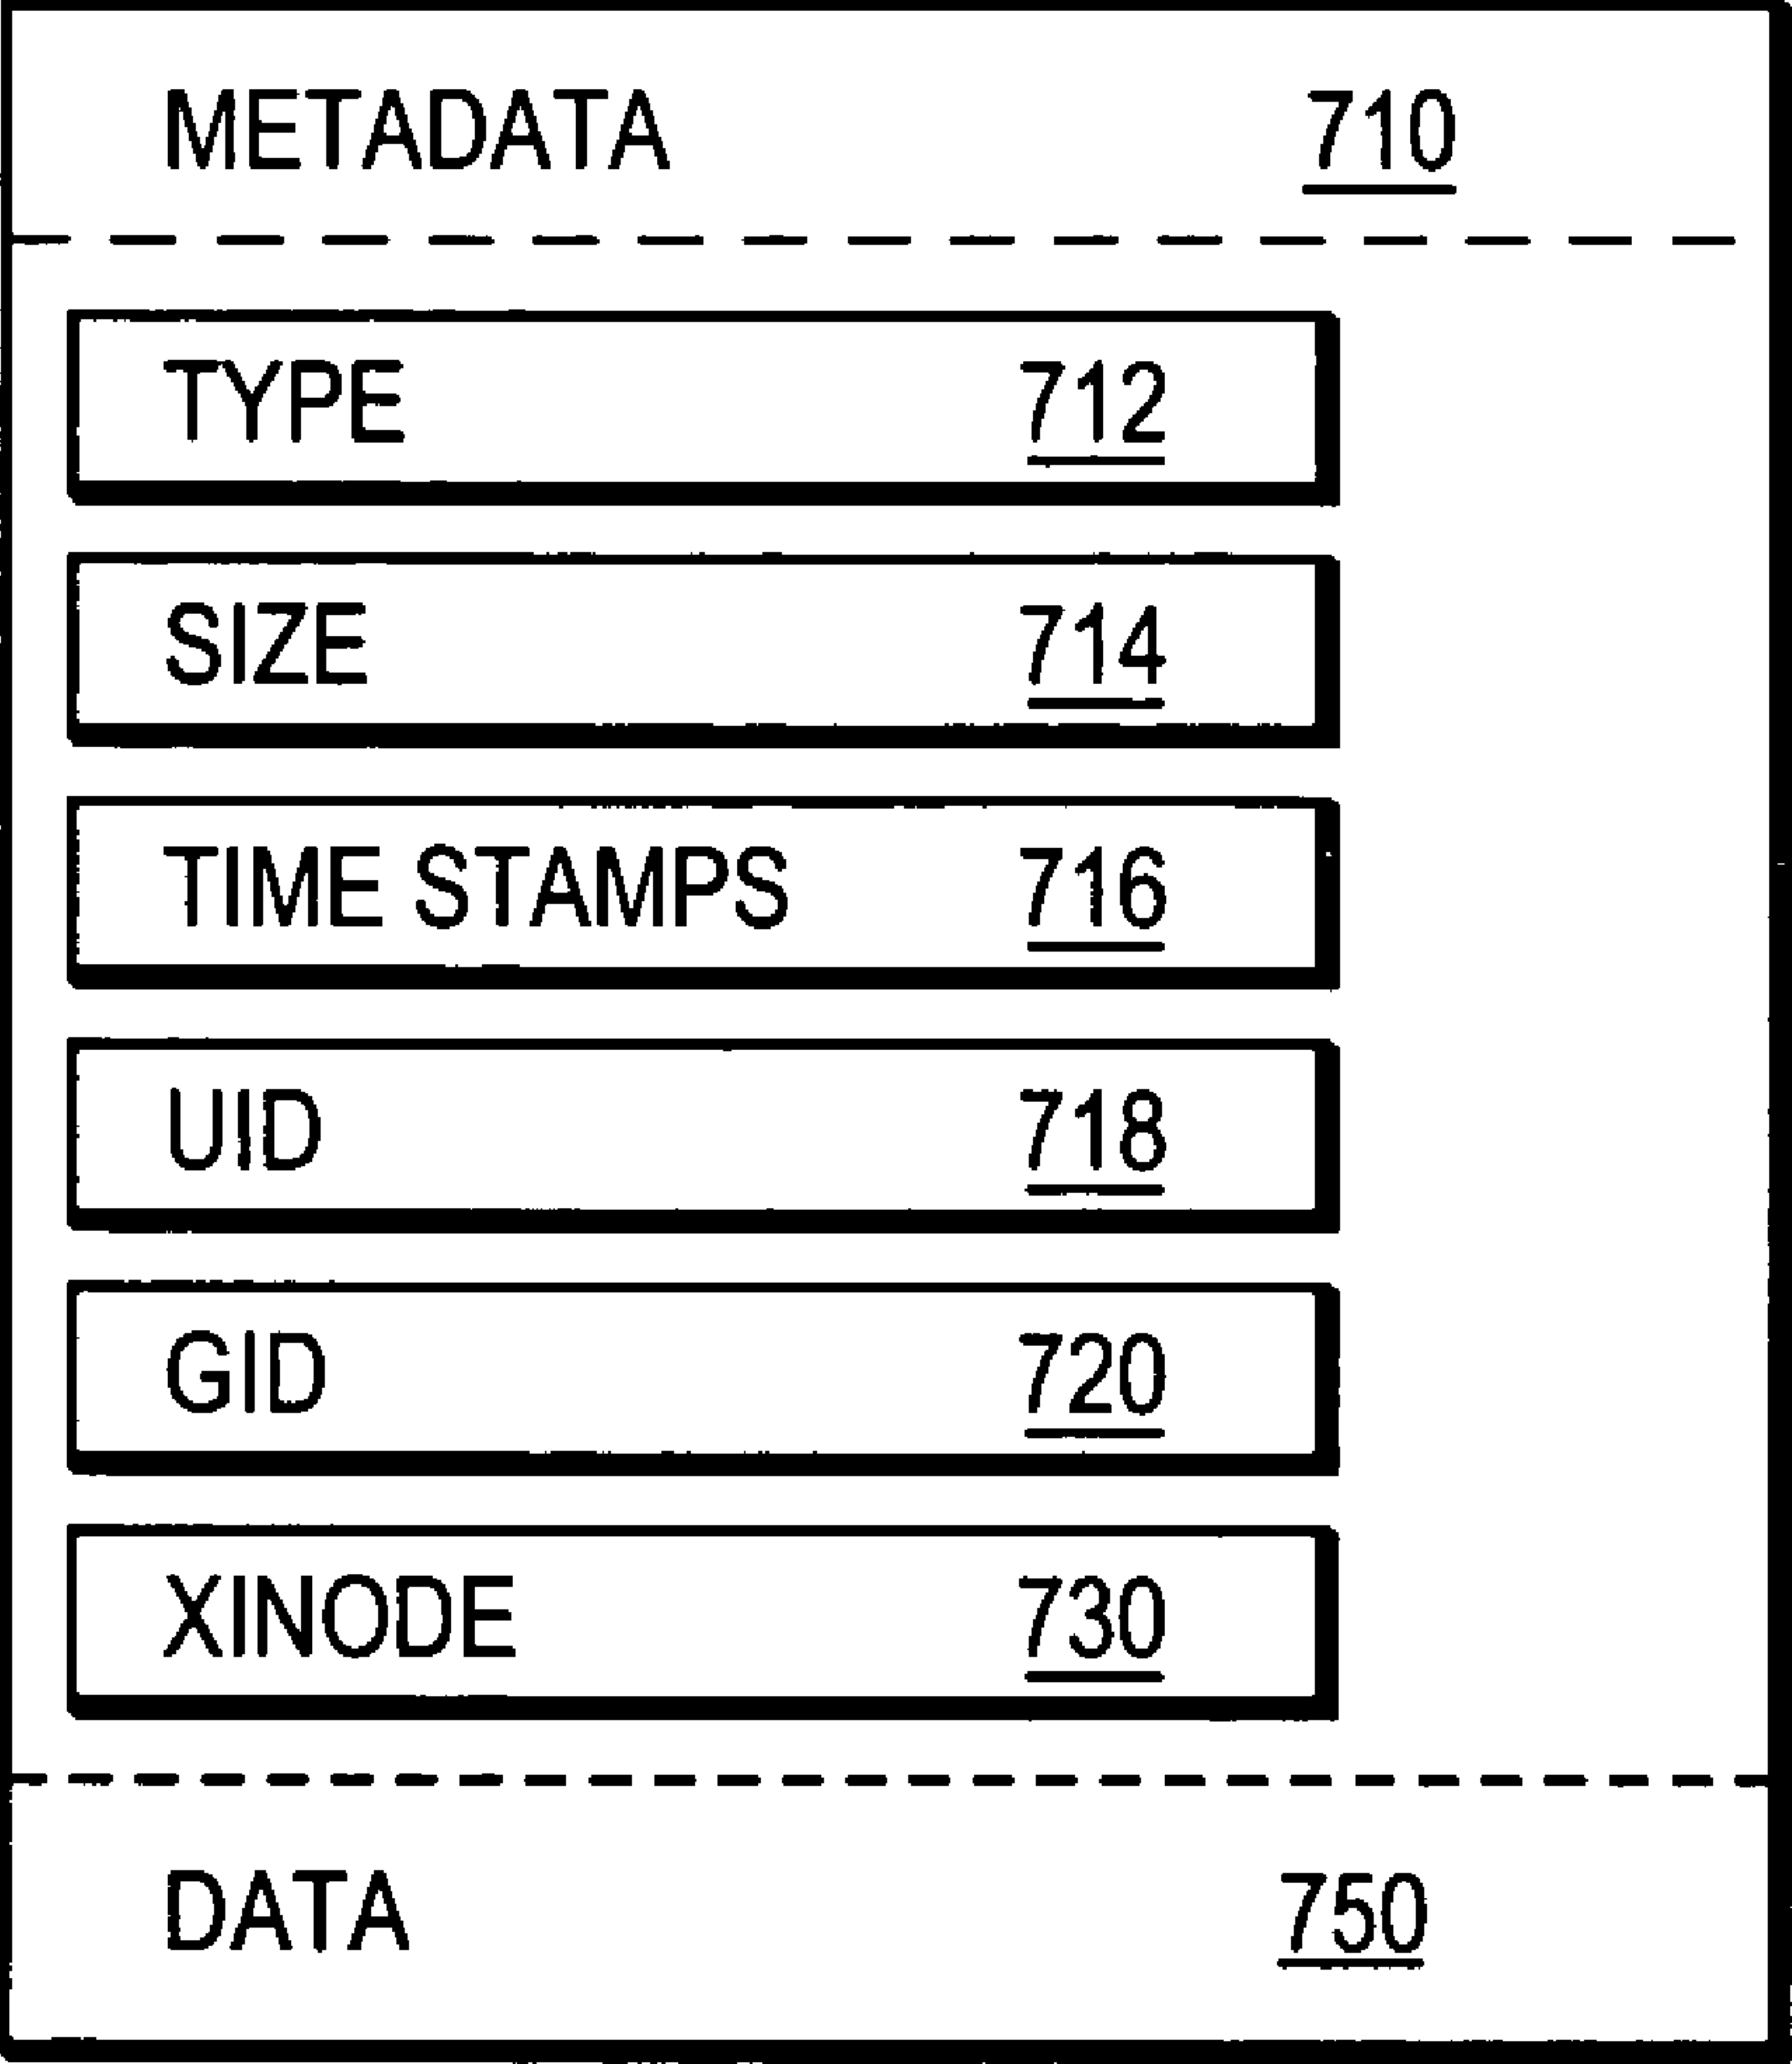 METADATA 710
TYPE 712
SIZE 714
TIME STAMPS 716
UID 718
GID 720
XINODE 730
DATA 750